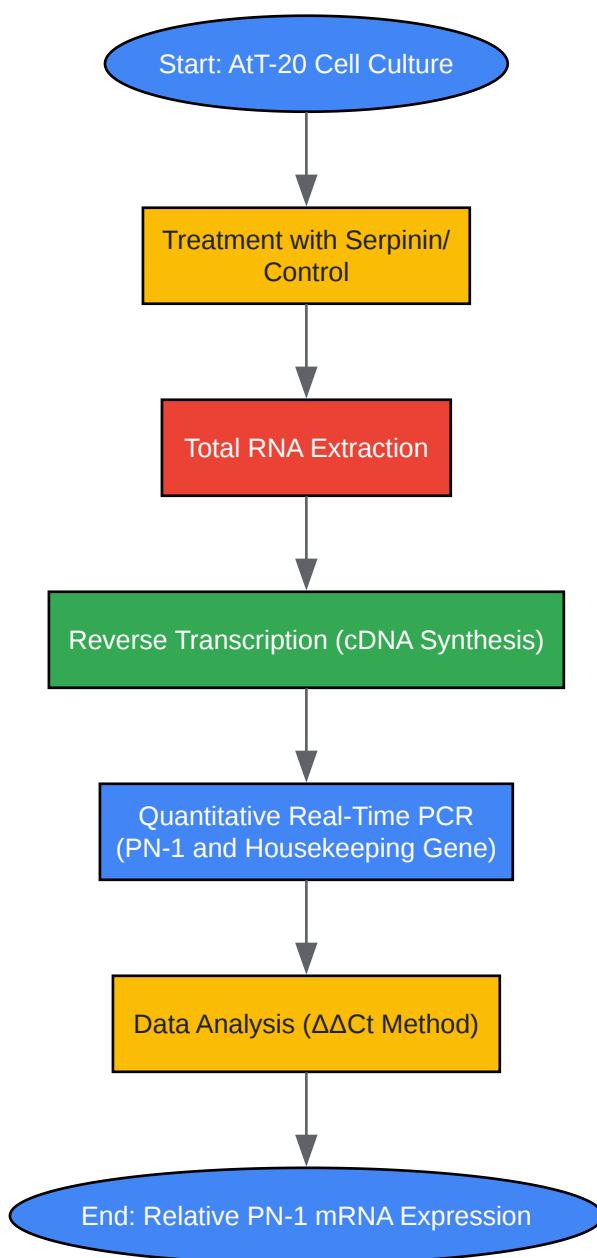 Start: AtT-20 Cell Culture
Treatment with Serpinin/
Control
Total RNA Extraction
Reverse Transcription (cDNA Synthesis)
Quantitative Real-Time PCR
(PN-1 and Housekeeping Gene)
Data Analysis (ΔΔCt Method)
End: Relative PN-1 mRNA Expression